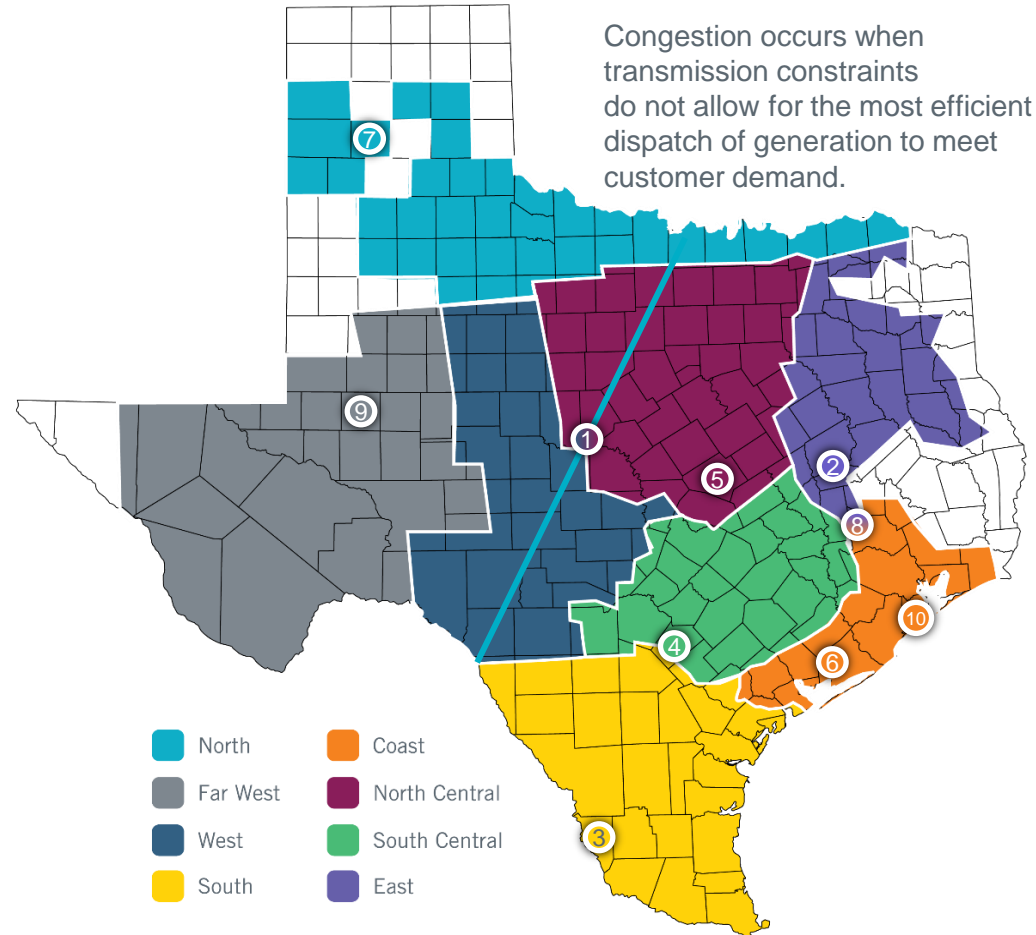 Congestion occurs when
transmission constraints
do not allow for the most efficient
dispatch of generation to meet
customer demand.
7
9
1
5
2
8
10
4
6
3
North
Coast
Far West
North Central
West
South Central
South
East